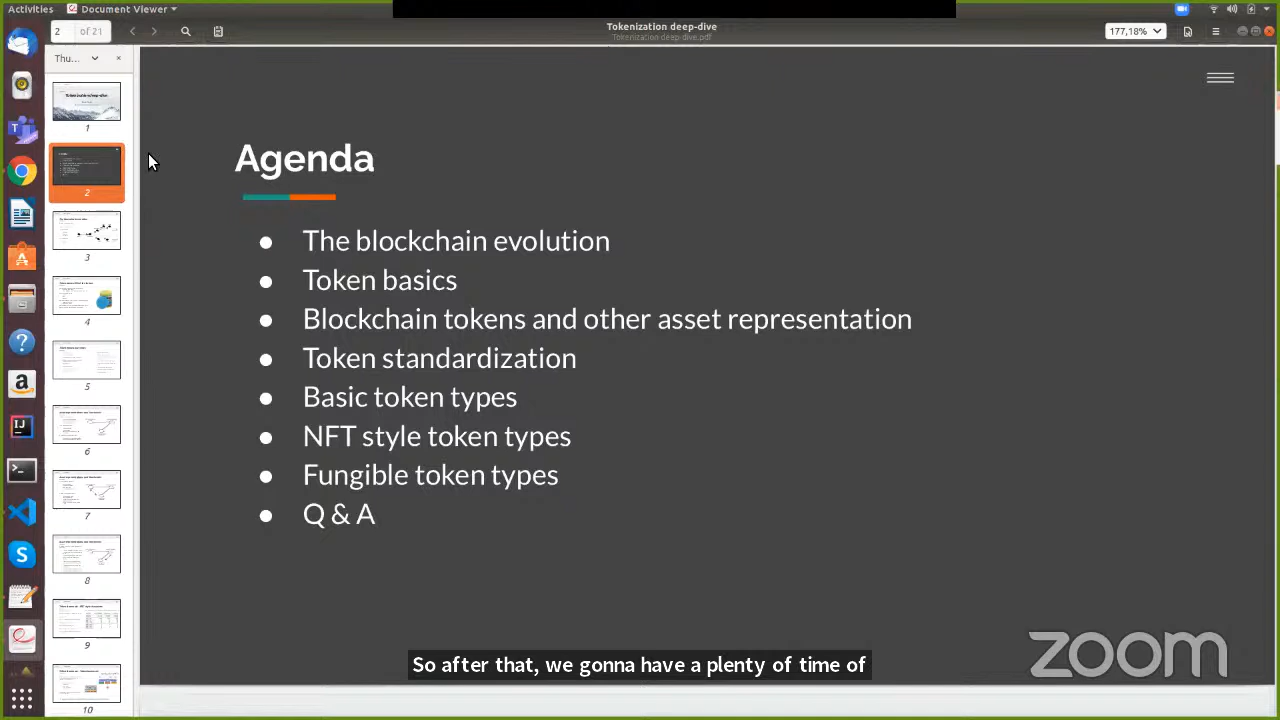 Activities
Document Viewer
Tokenization deep-dive
Tokenization deep-dive.pdf
2
of 21
177,18%
Thu...
1
2
3
4
5
6
7
8
9
10
Agenda
The blockchain evolution
Token basics
Blockchain tokens and other asset representation
Token standardization
Basic token types
NFT style token types
Fungible token types
Q & A
So after that, we gonna have a plenty of time of
zoom